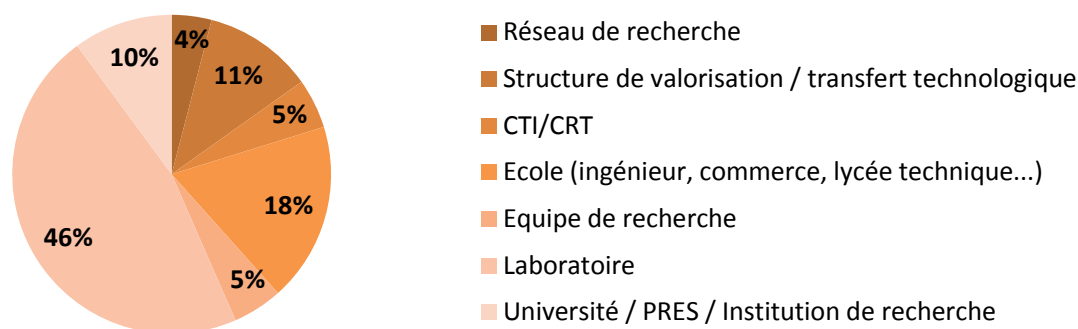 4%
11%
5%
18%
5%
46%
10%
Réseau de recherche
Structure de valorisation / transfert technologique
CTI/CRT
Ecole (ingénieur, commerce, lycée technique...)
Equipe de recherche
Laboratoire
Université / PRES / Institution de recherche